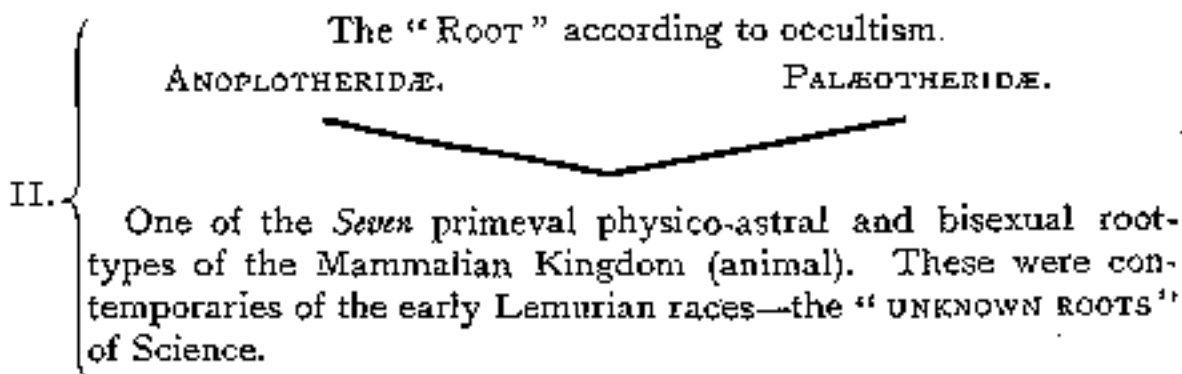 The “ROOT” according to occultism.
ANOPLOTHERIDÆ. PALÆOTHERIDÆ.
II.
One of the Seven primeval physico-astral and bisexual root-
types of the Mammalian Kingdom (animal). These were con-
temporaries of the early Lemurian races—the “UNKNOWN ROOTS”
of Science.